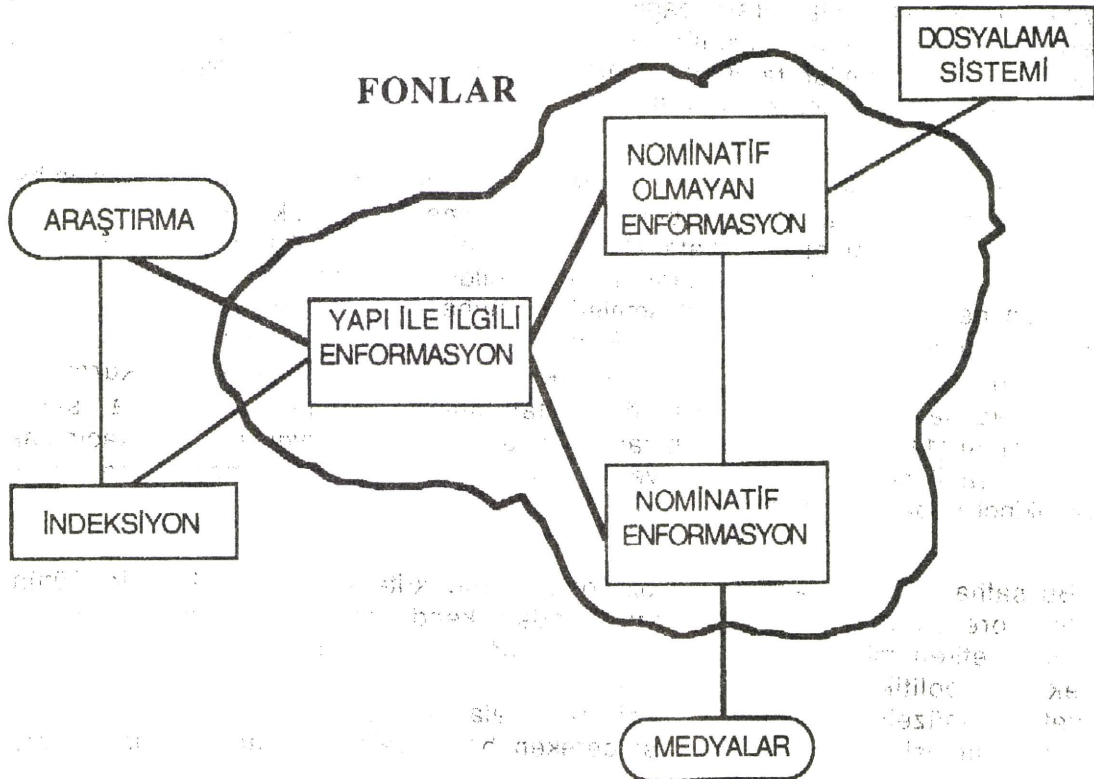 DOSYALAMA
SİSTEMİ
FONLAR
NOMİNATİF
OLMAYAN
ENFORMASYON
ARAŞTIRMA
YAPI İLE İLGİLİ
ENFORMASYON
İNDEKSİYON
NOMİNATİF
ENFORMASYON
MEDYALAR